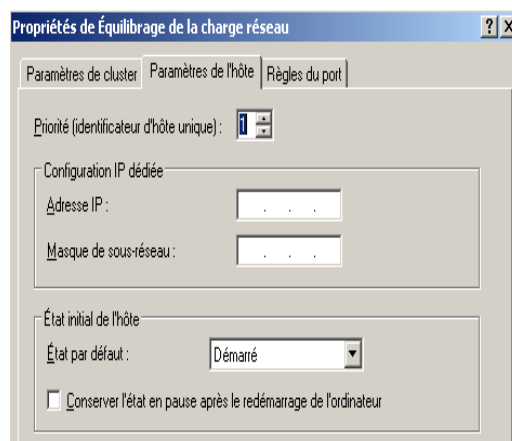 Propriétés de Équilibrage de la charge réseau
Paramètres de cluster Paramètres de l'hôte Règles du port
Priorité (identificateur d'hôte unique) : 1
Configuration IP dédiée
Adresse IP : . . .
Masque de sous-réseau : . . .
État initial de l'hôte
État par défaut : Démarré
Conserver l'état en pause après le redémarrage de l'ordinateur